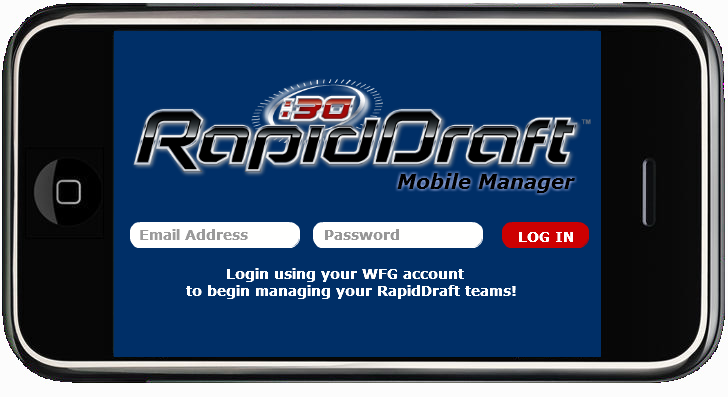 :30
RapidDraft™
Mobile Manager
Email Address Password LOG IN
Login using your WFG account
to begin managing your RapidDraft teams!